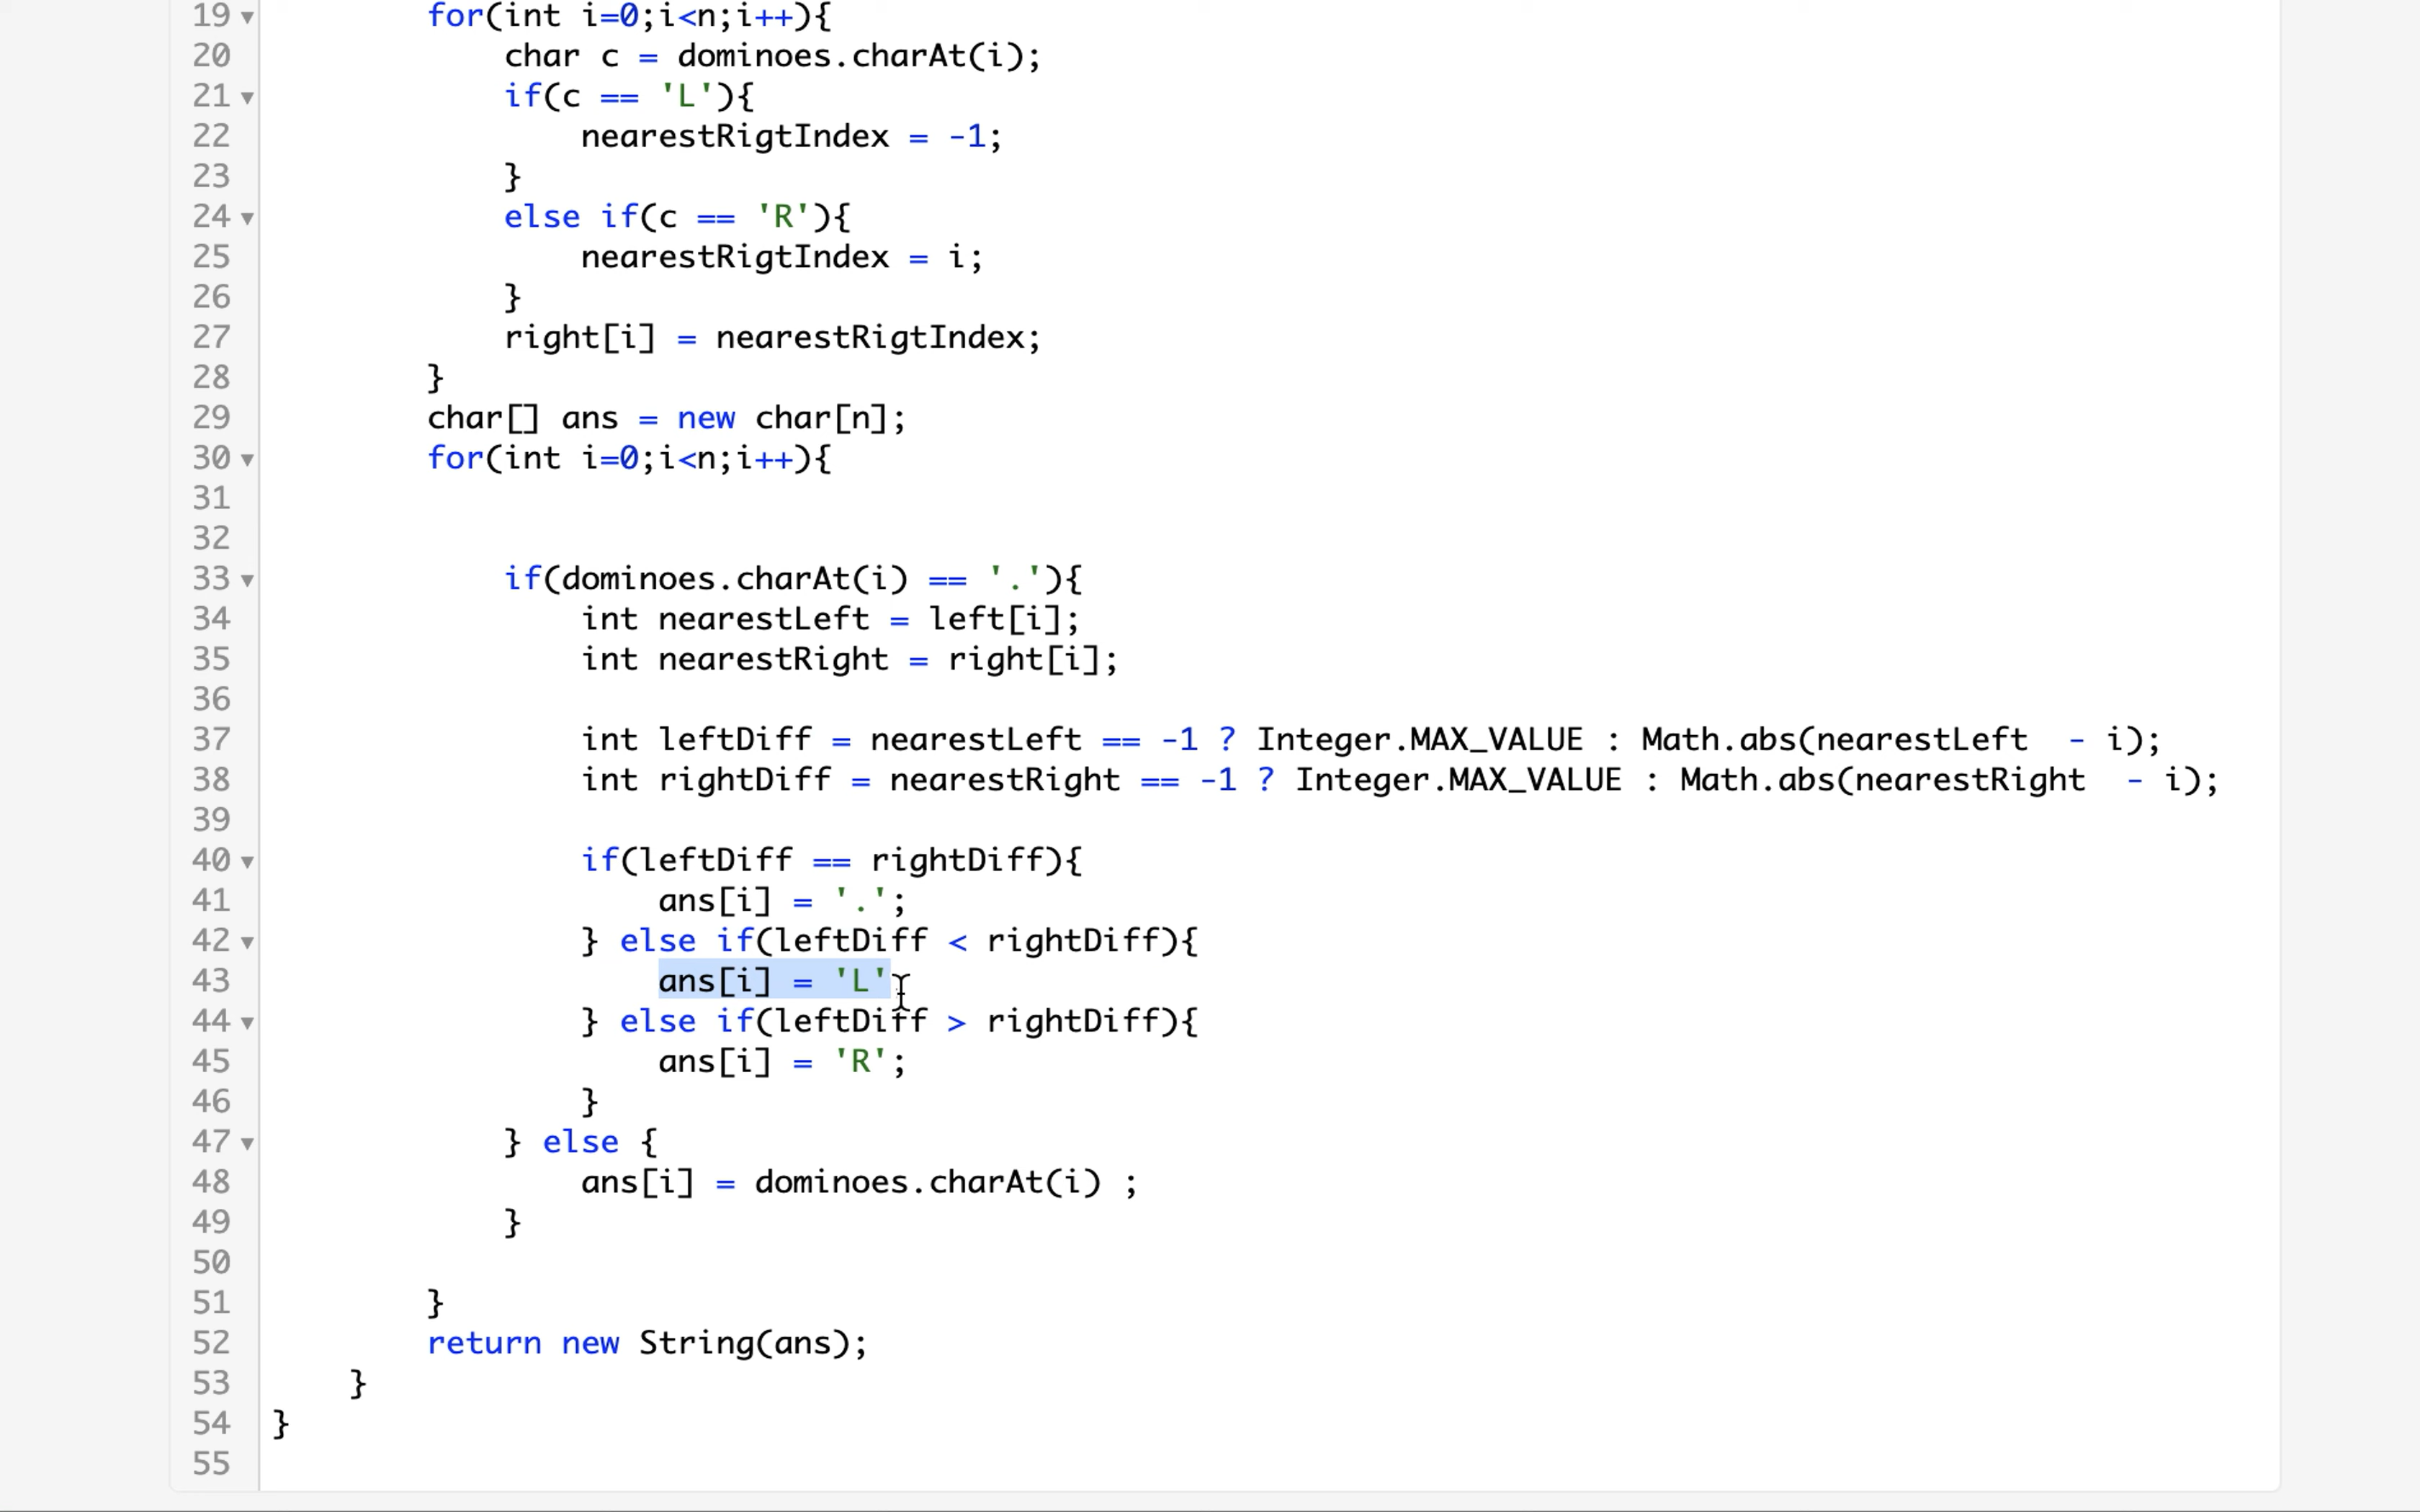 19 for(int i=0;i<n;i++){
20 char c = dominoes.charAt(i);
21 if(c == 'L'){
22 nearestRigtIndex = -1;
23 }
24 else if(c == 'R'){
25 nearestRigtIndex = i;
26 }
27 right[i] = nearestRigtIndex;
28 }
29 char[] ans = new char[n];
30 for(int i=0;i<n;i++){
31
32
33 if(dominoes.charAt(i) == '.'){
34 int nearestLeft = left[i];
35 int nearestRight = right[i];
36
37 int leftDiff = nearestLeft == -1 ? Integer.MAX_VALUE : Math.abs(nearestLeft  - i);
38 int rightDiff = nearestRight == -1 ? Integer.MAX_VALUE : Math.abs(nearestRight  - i);
39
40 if(leftDiff == rightDiff){
41 ans[i] = '.';
42 } else if(leftDiff < rightDiff){
43 ans[i] = 'L'
44 } else if(leftDiff > rightDiff){
45 ans[i] = 'R';
46 }
47 } else {
48 ans[i] = dominoes.charAt(i) ;
49 }
50
51 }
52 return new String(ans);
53 }
54 }
55